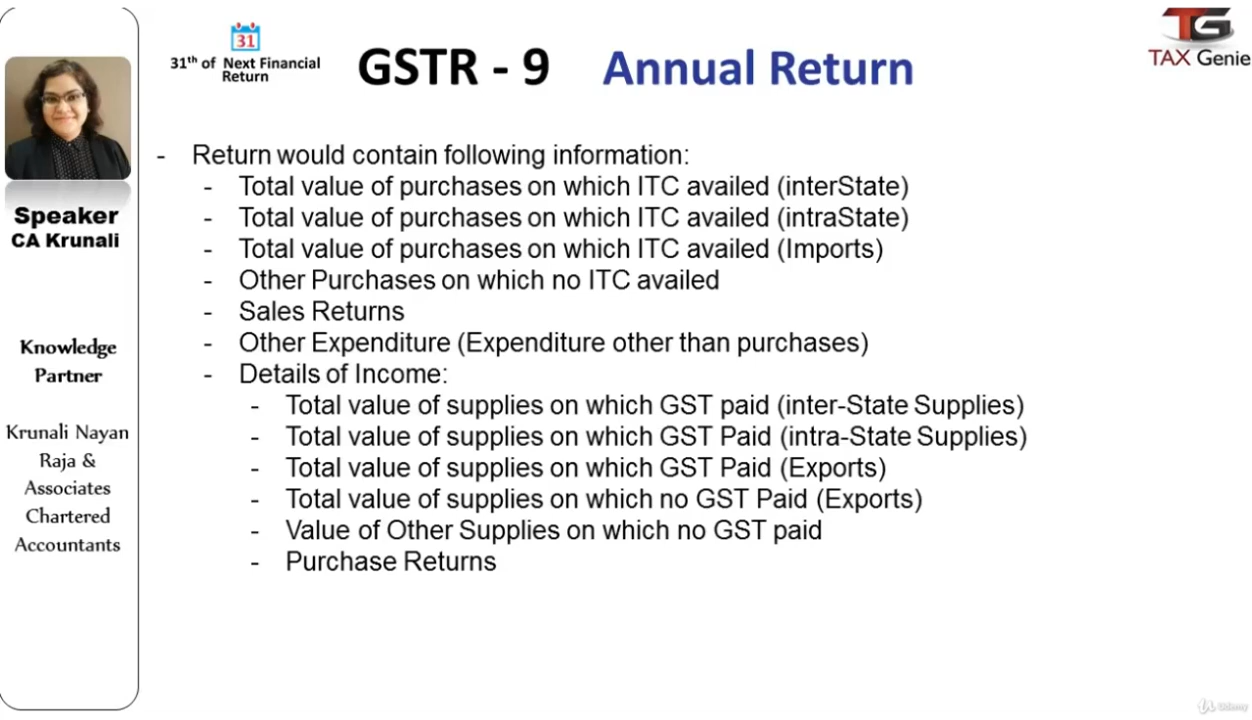 31
31th of Next Financial
Return
GSTR - 9 Annual Return
TG
TAX Genie
Speaker
CA Krunali
Knowledge
Partner
Krunali Nayan
Raja &
Associates
Chartered
Accountants
- Return would contain following information:
- Total value of purchases on which ITC availed (interState)
- Total value of purchases on which ITC availed (intraState)
- Total value of purchases on which ITC availed (Imports)
- Other Purchases on which no ITC availed
- Sales Returns
- Other Expenditure (Expenditure other than purchases)
- Details of Income:
- Total value of supplies on which GST paid (inter-State Supplies)
- Total value of supplies on which GST Paid (intra-State Supplies)
- Total value of supplies on which GST Paid (Exports)
- Total value of supplies on which no GST Paid (Exports)
- Value of Other Supplies on which no GST paid
- Purchase Returns
Udemy